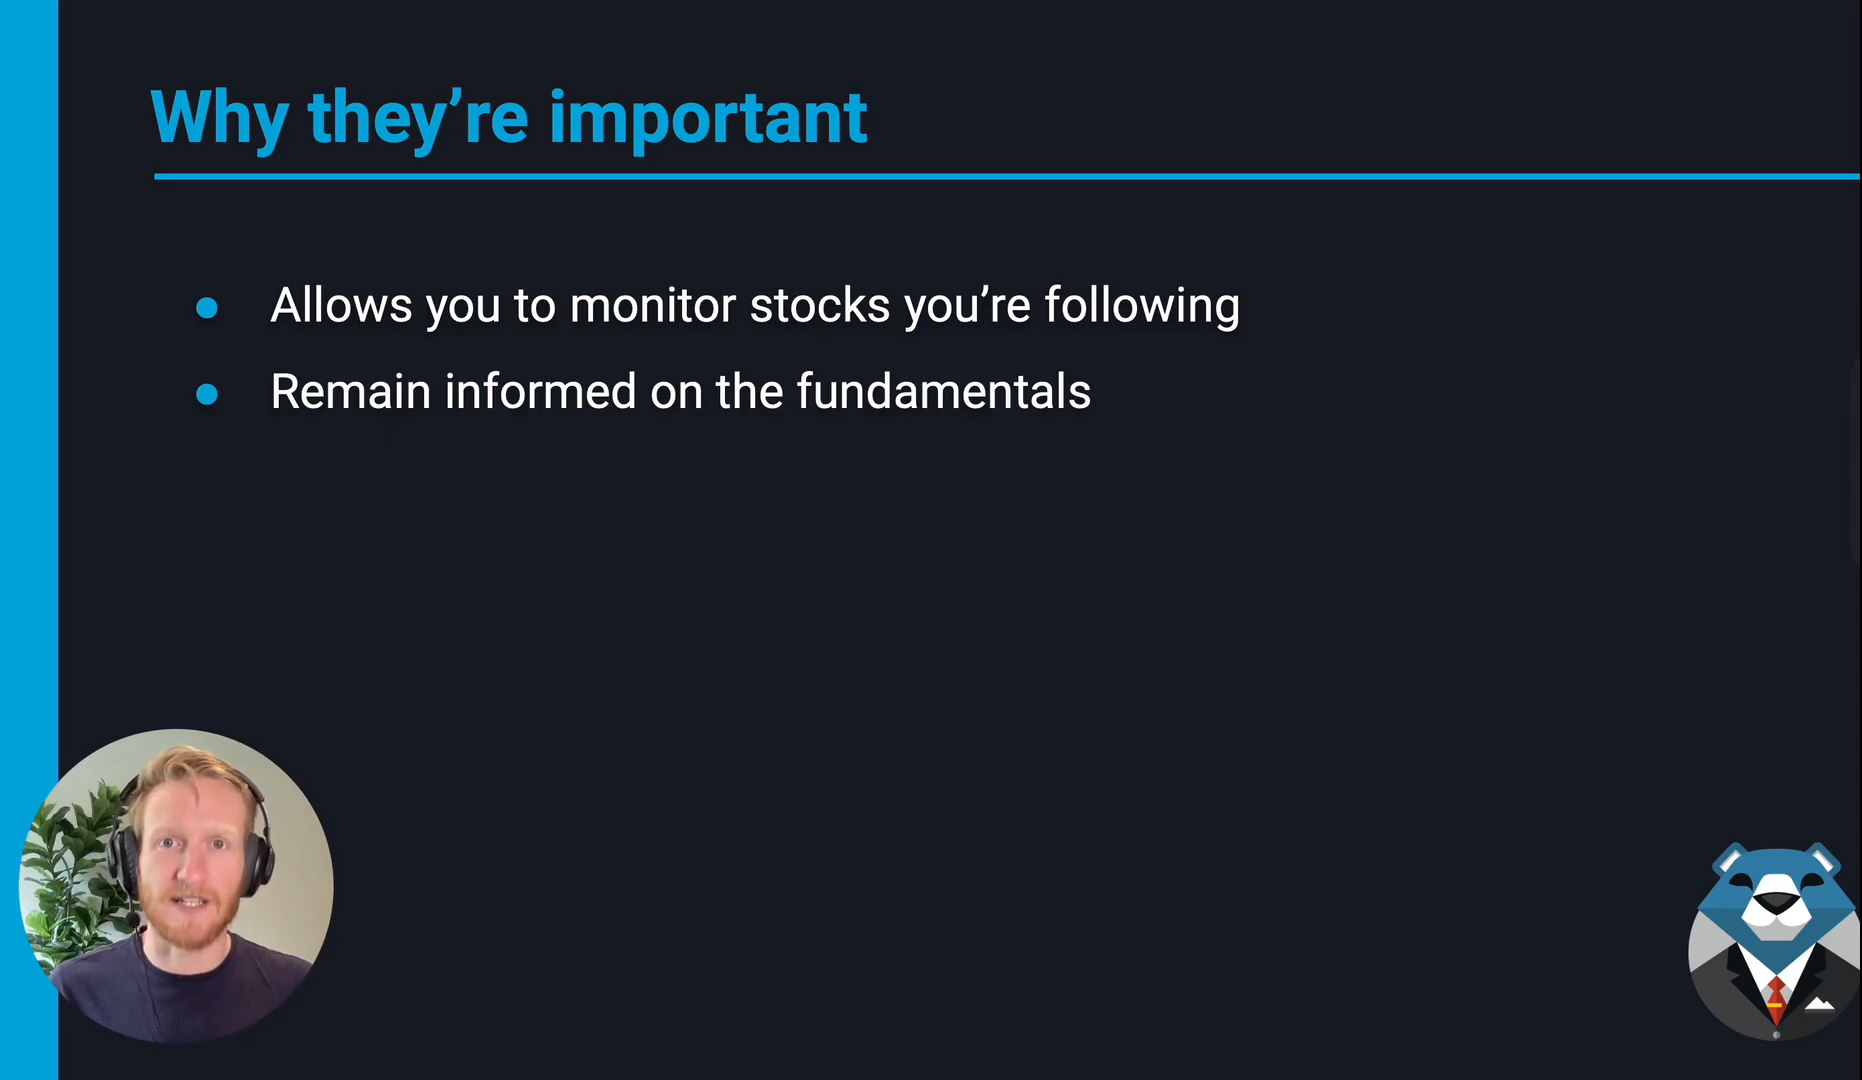 Why they’re important
● Allows you to monitor stocks you’re following
● Remain informed on the fundamentals